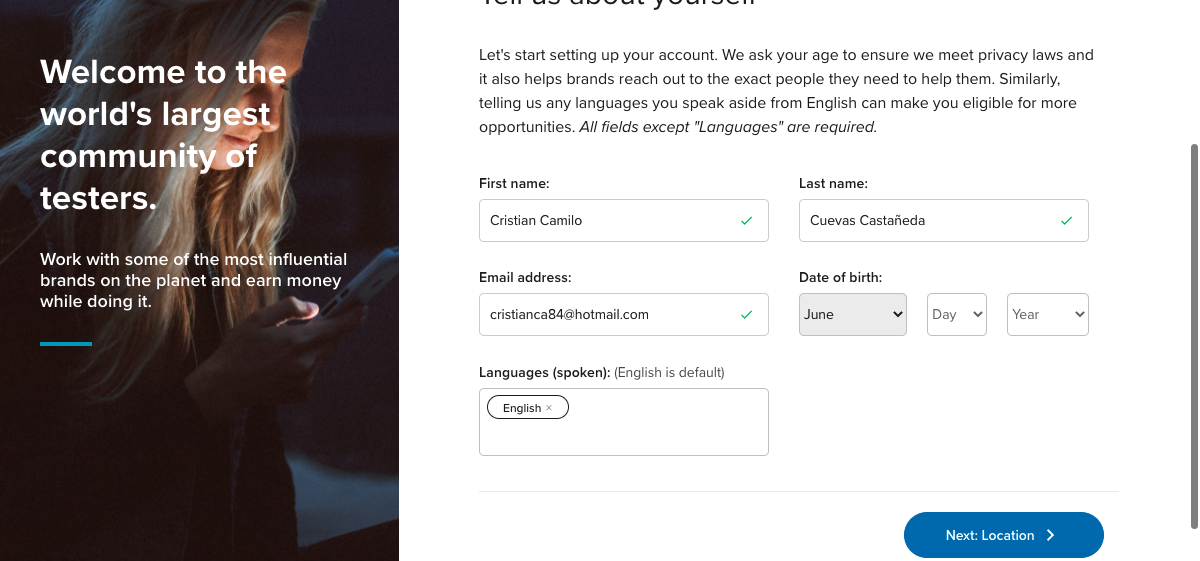 Welcome to the
world's largest
community of
testers.
Work with some of the most influential
brands on the planet and earn money
while doing it.
Tell us about yourself
Let's start setting up your account. We ask your age to ensure we meet privacy laws and
it also helps brands reach out to the exact people they need to help them. Similarly,
telling us any languages you speak aside from English can make you eligible for more
opportunities. All fields except "Languages" are required.
First name:
Last name:
Cristian Camilo
Cuevas Castañeda
Email address:
Date of birth:
cristianca84@hotmail.com
June
Day
Year
Languages (spoken): (English is default)
English ×
Next: Location